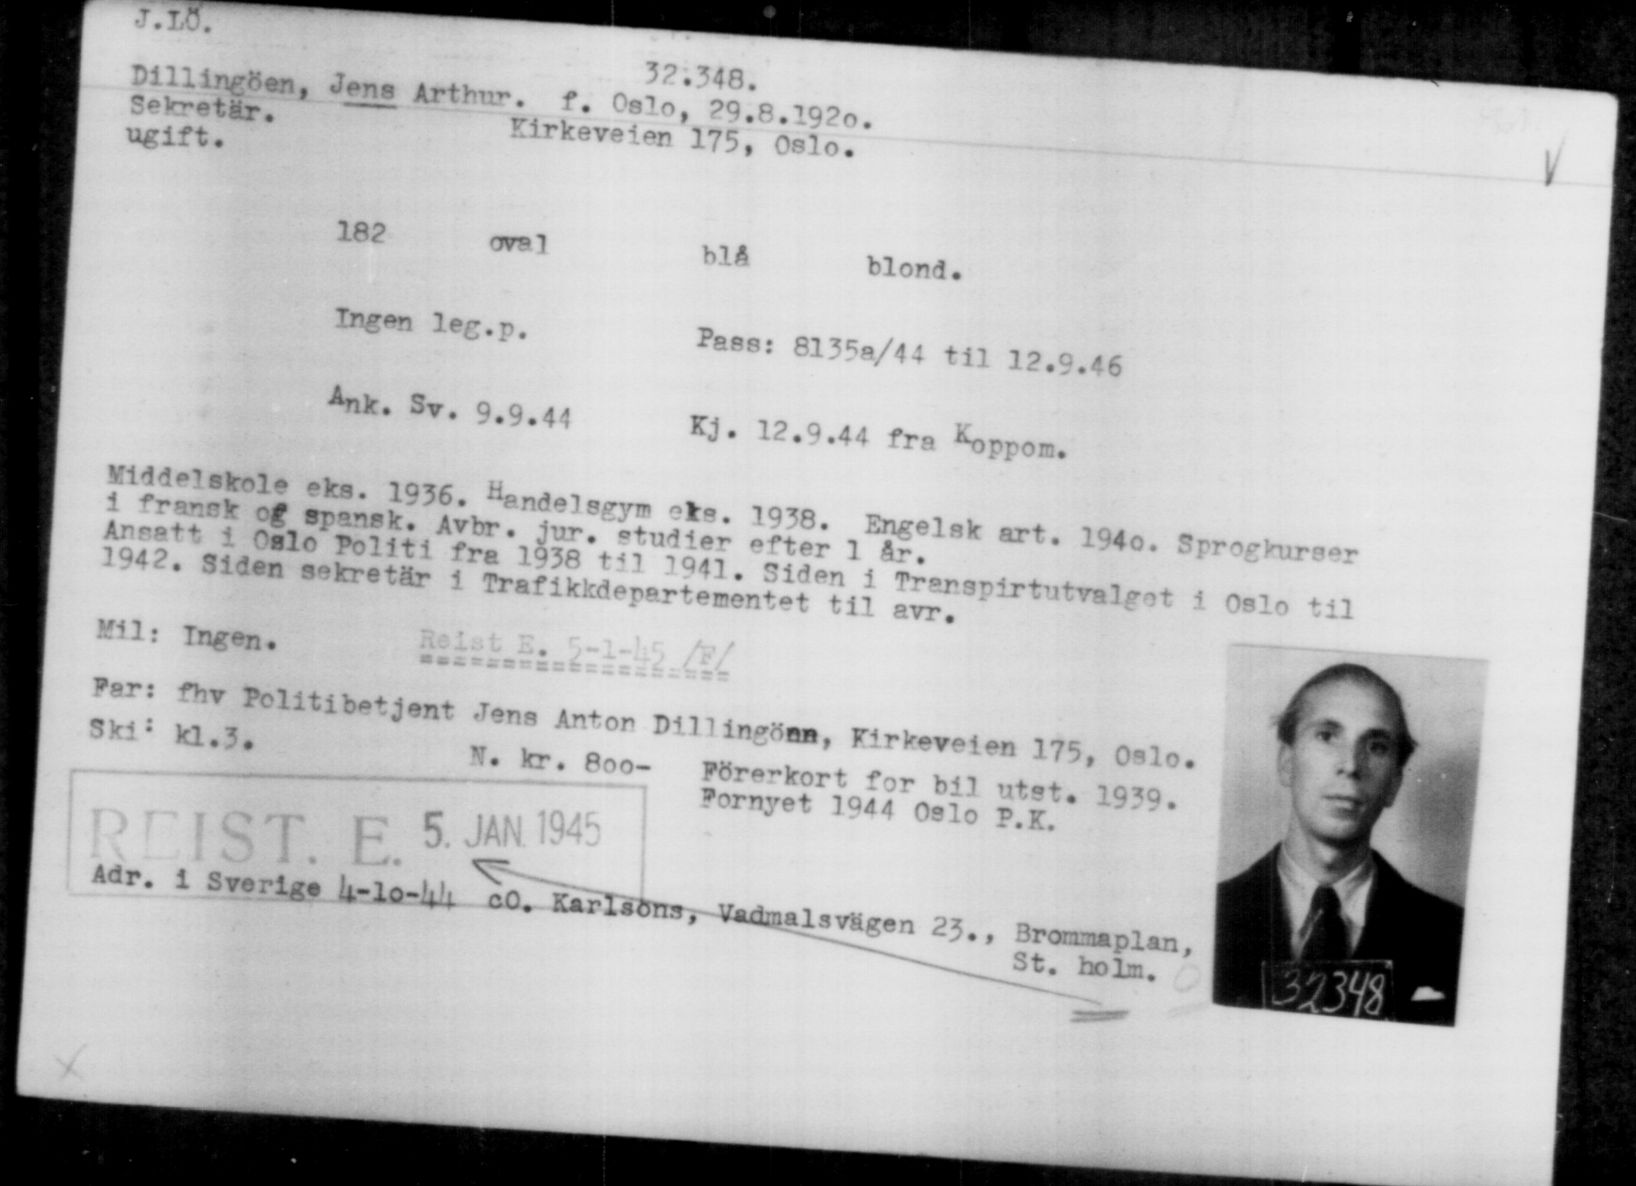 J.LÖ.
32.348.
Dillingöen, Jens Arthur. f. Oslo, 29.8.192o.
Sekretär. Kirkeveien 175, Oslo.
ugift.
182 oval blå blond.
Ingen leg.p. Pass: 8135a/44 til 12.9.46
Ank. Sv. 9.9.44 Kj. 12.9.44 fra Koppom.
Middelskole eks. 1936. Handelsgym eks. 1938. Engelsk art. 194o. Sprogkurser
i fransk og spansk. Avbr. jur. studier efter 1 år.
Ansatt i Oslo Politi fra 1938 til 1941. Siden i Transpirtutvalget i Oslo til
1942. Siden sekretär i Trafikkdepartementet til avr.
Mil: Ingen. Reist E. 5-1-45 /F/
Far: fhv Politibetjent Jens Anton Dillingöen, Kirkeveien 175, Oslo.
Ski: kl.3. N. kr. 8oo- Förerkort for bil utst. 1939.
Fornyet 1944 Oslo P.K.
REIST. E. 5. JAN. 1945
Adr. i Sverige 4-1o-44 cO. Karlsons, Vadmalsvägen 23., Brommaplan,
St. holm.
32348